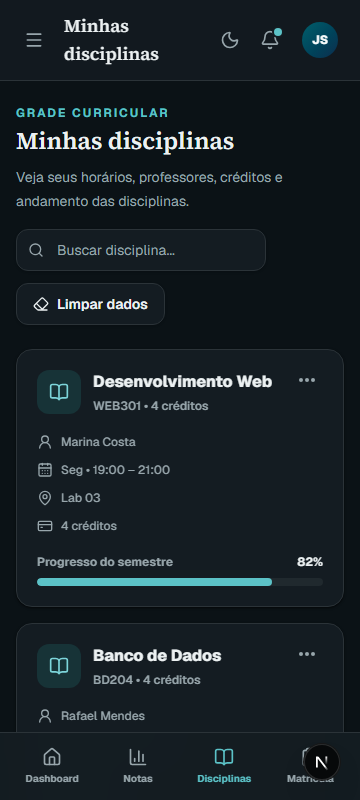 Minhas
disciplinas
JS
GRADE CURRICULAR
Minhas disciplinas
Veja seus horários, professores, créditos e
andamento das disciplinas.
Buscar disciplina...
Limpar dados
Desenvolvimento Web
WEB301 • 4 créditos
Marina Costa
Seg • 19:00 – 21:00
Lab 03
4 créditos
Progresso do semestre 82%
Banco de Dados
BD204 • 4 créditos
Rafael Mendes
Dashboard Notas Disciplinas Matrícula
N